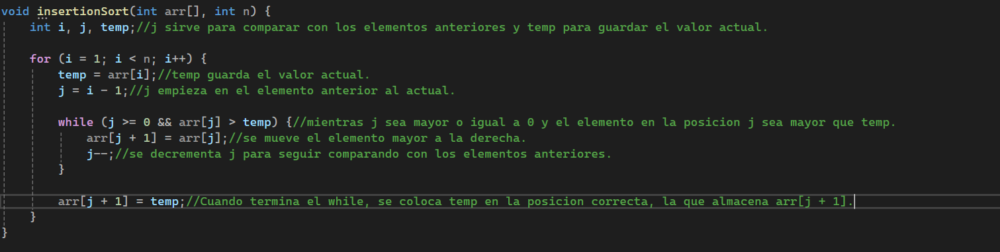 void insertionSort(int arr[], int n) {
    int i, j, temp;//j sirve para comparar con los elementos anteriores y temp para guardar el valor actual.
    for (i = 1; i < n; i++) {
        temp = arr[i];//temp guarda el valor actual.
        j = i - 1;//j empieza en el elemento anterior al actual.
        while (j >= 0 && arr[j] > temp) {//mientras j sea mayor o igual a 0 y el elemento en la posicion j sea mayor que temp.
            arr[j + 1] = arr[j];//se mueve el elemento mayor a la derecha.
            j--;//se decrementa j para seguir comparando con los elementos anteriores.
        }
        arr[j + 1] = temp;//Cuando termina el while, se coloca temp en la posicion correcta, la que almacena arr[j + 1].
    }
}